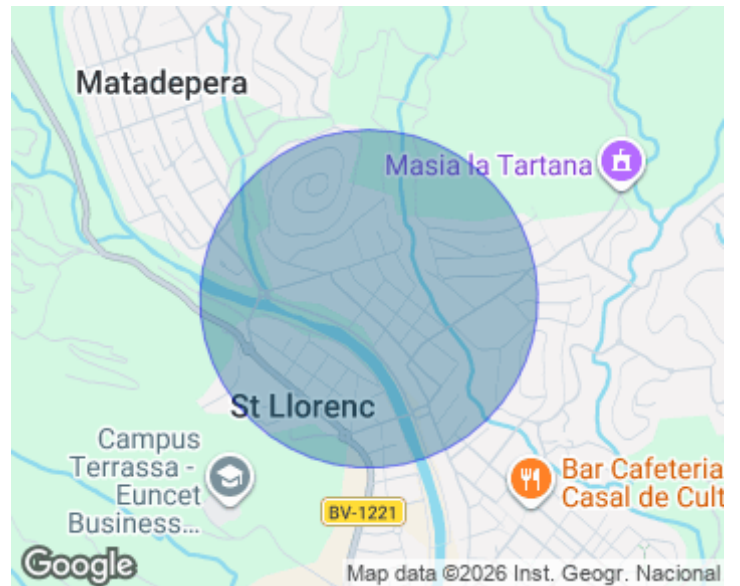 Matadepera
Masia la Tartana
St Llorenc
Campus
Terrassa -
Euncet
Business...
BV-1221
Bar Cafeteria
Casal de Cult
Google
Map data ©2026 Inst. Geogr. Nacional